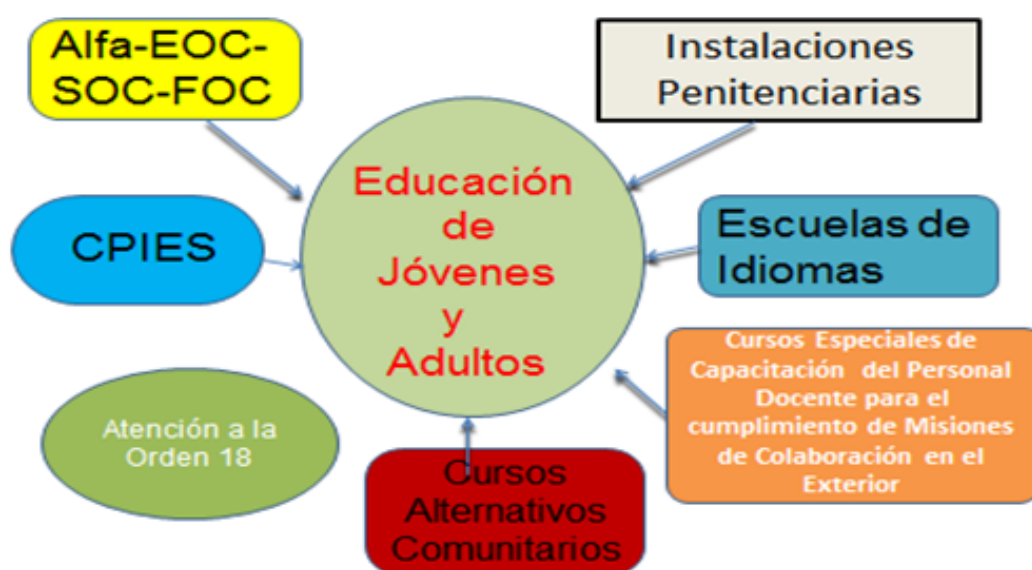 Alfa-EOC-
SOC-FOC
Instalaciones
Penitenciarias
Educación
de
Jóvenes
y
Adultos
CPIES
Escuelas de
Idiomas
Cursos Especiales de
Capacitación del Personal
Docente para el
cumplimiento de Misiones
de Colaboración en el
Exterior
Atención a la
Orden 18
Cursos
Alternativos
Comunitarios